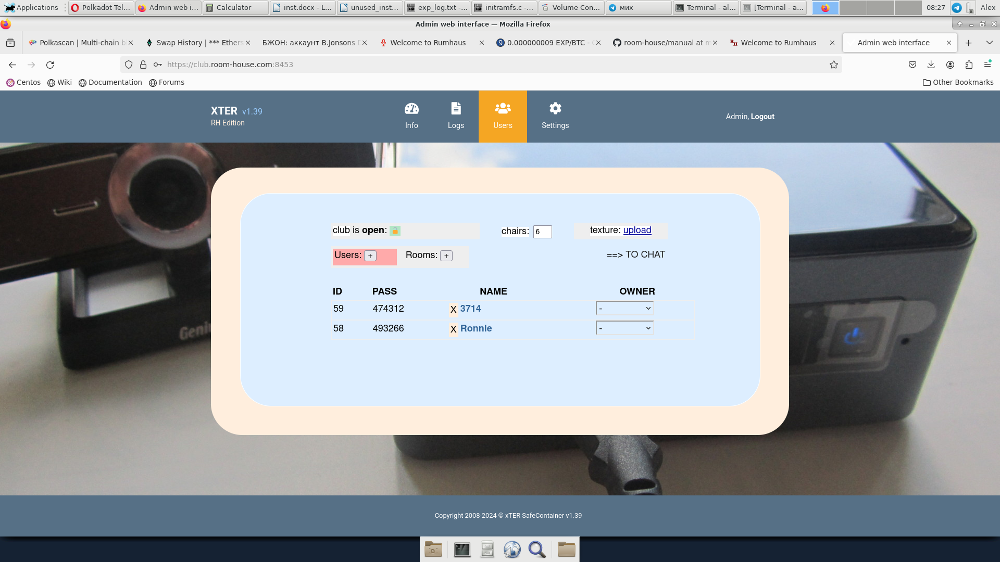 Applications
Polkadot Tel...
Admin web i...
Calculator
inst.docx - L...
unused_inst...
exp_log.txt -...
initramfs.c -...
Volume Con...
мих
Terminal - al...
[Terminal - a...
08:27
Alex
Admin web interface — Mozilla Firefox
Polkascan | Multi-chain b
Swap History | *** Ethers
БЖОН: аккаунт B.Jonsons
Welcome to Rumhaus
0.000000009 EXP/BTC -
room-house/manual at m
Welcome to Rumhaus
Admin web interface
https://club.room-house.com:8453
Centos
Wiki
Documentation
Forums
Other Bookmarks
XTER v1.39
RH Edition
Info
Logs
Users
Settings
Admin, Logout
club is open:
chairs: 6
texture: upload
Users: +
Rooms: +
==> TO CHAT
ID PASS NAME OWNER
59 474312 X 3714 -
58 493266 X Ronnie -
Geni
Copyright 2008-2024 © xTER SafeContainer v1.39